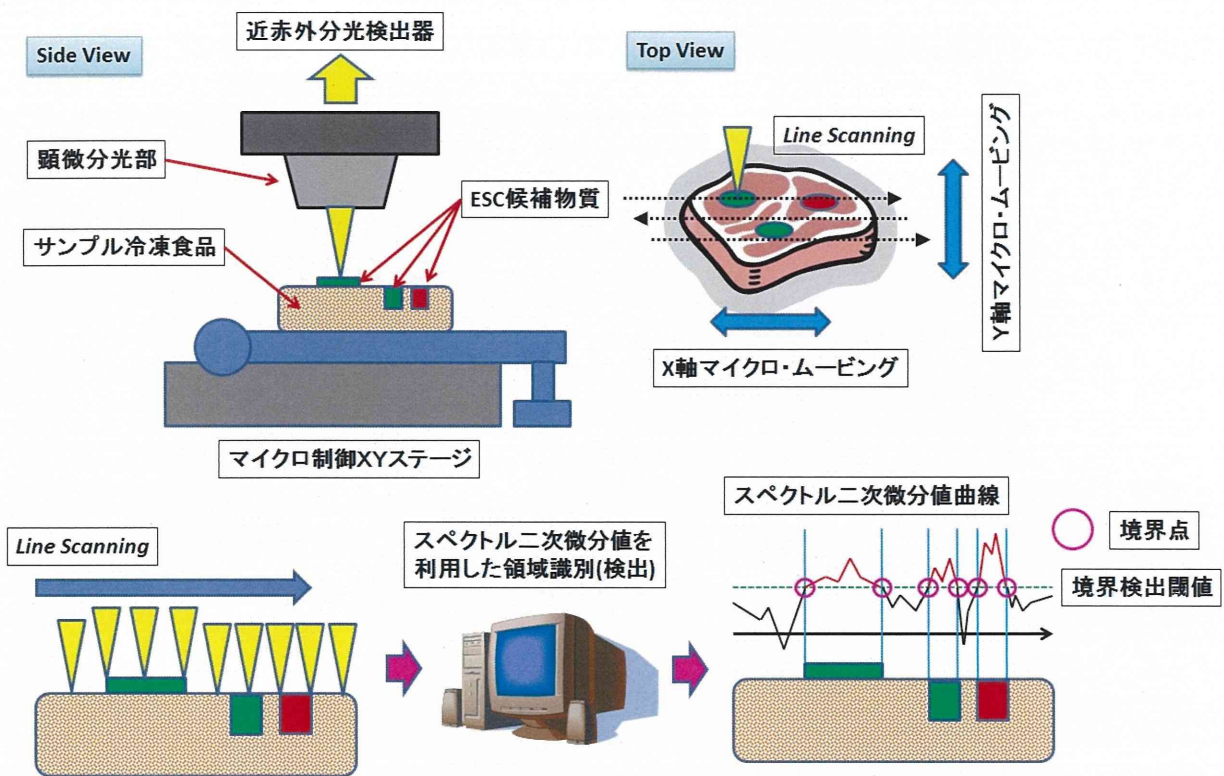 近赤外分光検出器
Side View
Top View
顕微分光部
Line Scanning
ESC候補物質
サンプル冷凍食品
Y軸マイクロ・ムービング
X軸マイクロ・ムービング
マイクロ制御XYステージ
スペクトル二次微分値曲線
Line Scanning
スペクトル二次微分値を
利用した領域識別(検出)
境界点
境界検出閾値